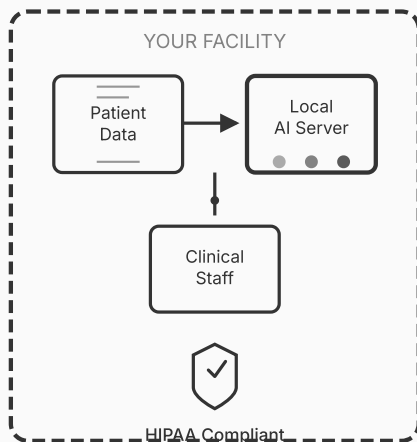 YOUR FACILITY
Patient
Data
Local
AI Server
Clinical
Staff
HIPAA Compliant